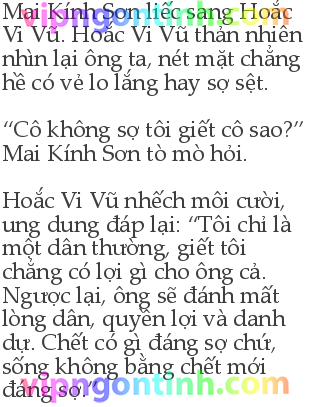 Mai Kính Sơn liếc sang Hoắc
Vi Vũ. Hoắc Vi Vũ thản nhiên
nhìn lại ông ta, nét mặt chẳng
hề có vẻ lo lắng hay sợ sệt.
“Cô không sợ tôi giết cô sao?”
Mai Kính Sơn tò mò hỏi.
Hoắc Vi Vũ nhếch môi cười,
ung dung đáp lại: “Tôi chỉ là
một dân thường, giết tôi
chẳng có lợi gì cho ông cả.
Ngược lại, ông sẽ đánh mất
lòng dân, quyền lợi và danh
dự. Chết có gì đáng sợ chứ,
sống không bằng chết mới
đáng sợ.”
vipngontinh.com
vipngontinh.com